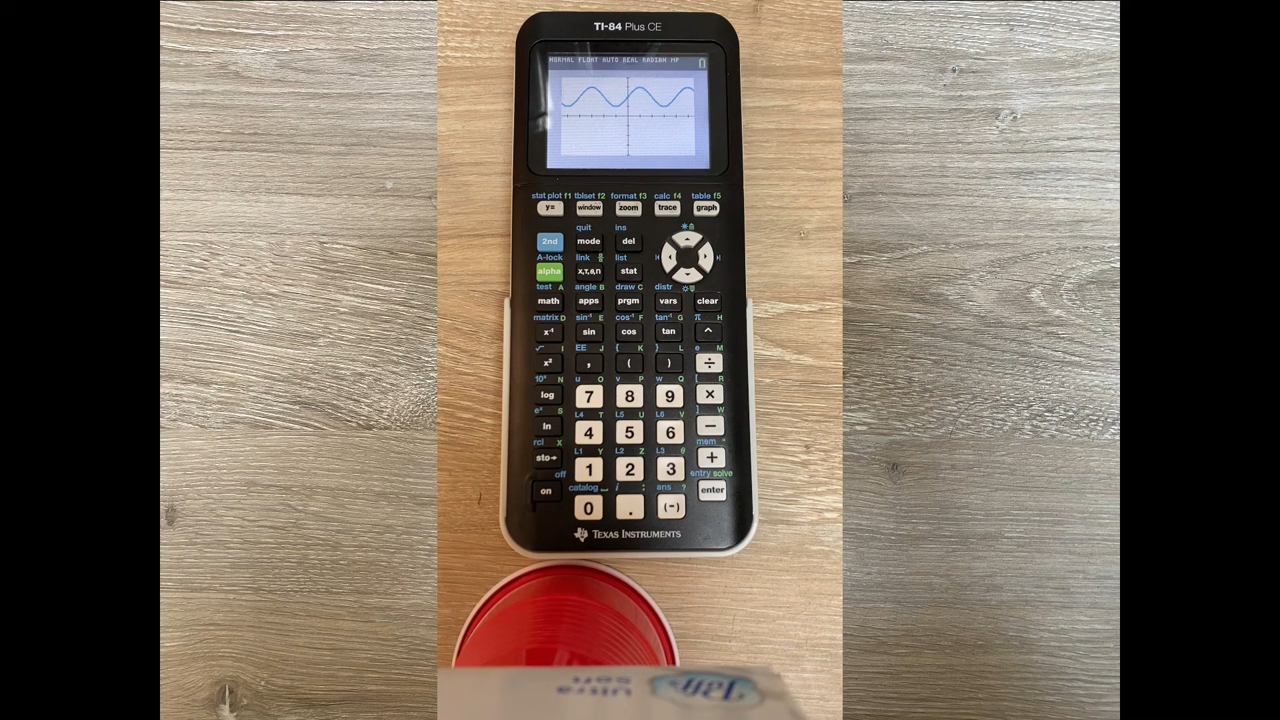 TI-84 Plus CE
NORMAL FLOAT AUTO REAL RADIAN MP
stat plot f1 tblset f2 format f3 calc f4 table f5
y= window zoom trace graph
quit ins
2nd mode del
A-lock link list
alpha X,T,θ,n stat
test A angle B draw C distr
math apps prgm vars clear
matrix D sin⁻¹ E cos⁻¹ F tan⁻¹ G π H
x⁻¹ sin cos tan ^
√ I EE J { K } L e M
x² , ( ) ÷
10ˣ N u O v P w Q [ R
log 7 8 9 ×
eˣ S L4 T L5 U L6 V ] W
ln 4 5 6 −
rcl X L1 Y L2 Z L3 θ mem "
sto→ 1 2 3 +
off catalog i : ans ? entry solve
on 0 . (-) enter
TEXAS INSTRUMENTS
Ultra
Soft